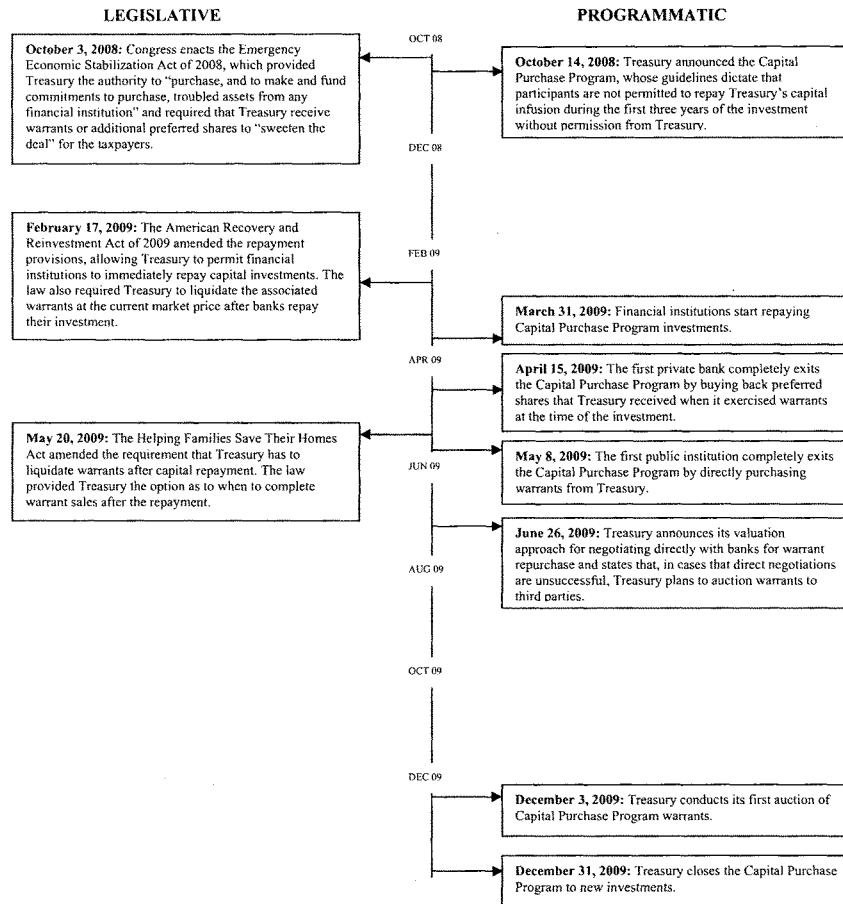 LEGISLATIVE
PROGRAMMATIC
OCT 08
October 3, 2008: Congress enacts the Emergency
Economic Stabilization Act of 2008, which provided
Treasury the authority to “purchase, and to make and fund
commitments to purchase, troubled assets from any
financial institution” and required that Treasury receive
warrants or additional preferred shares to “sweeten the
deal” for the taxpayers.
October 14, 2008: Treasury announced the Capital
Purchase Program, whose guidelines dictate that
participants are not permitted to repay Treasury’s capital
infusion during the first three years of the investment
without permission from Treasury.
DEC 08
February 17, 2009: The American Recovery and
Reinvestment Act of 2009 amended the repayment
provisions, allowing Treasury to permit financial
institutions to immediately repay capital investments. The
law also required Treasury to liquidate the associated
warrants at the current market price after banks repay
their investment.
FEB 09
March 31, 2009: Financial institutions start repaying
Capital Purchase Program investments.
APR 09
April 15, 2009: The first private bank completely exits
the Capital Purchase Program by buying back preferred
shares that Treasury received when it exercised warrants
at the time of the investment.
May 20, 2009: The Helping Families Save Their Homes
Act amended the requirement that Treasury has to
liquidate warrants after capital repayment. The law
provided Treasury the option as to when to complete
warrant sales after the repayment.
JUN 09
May 8, 2009: The first public institution completely exits
the Capital Purchase Program by directly purchasing
warrants from Treasury.
June 26, 2009: Treasury announces its valuation
approach for negotiating directly with banks for warrant
repurchase and states that, in cases that direct negotiations
are unsuccessful, Treasury plans to auction warrants to
third parties.
AUG 09
OCT 09
DEC 09
December 3, 2009: Treasury conducts its first auction of
Capital Purchase Program warrants.
December 31, 2009: Treasury closes the Capital Purchase
Program to new investments.